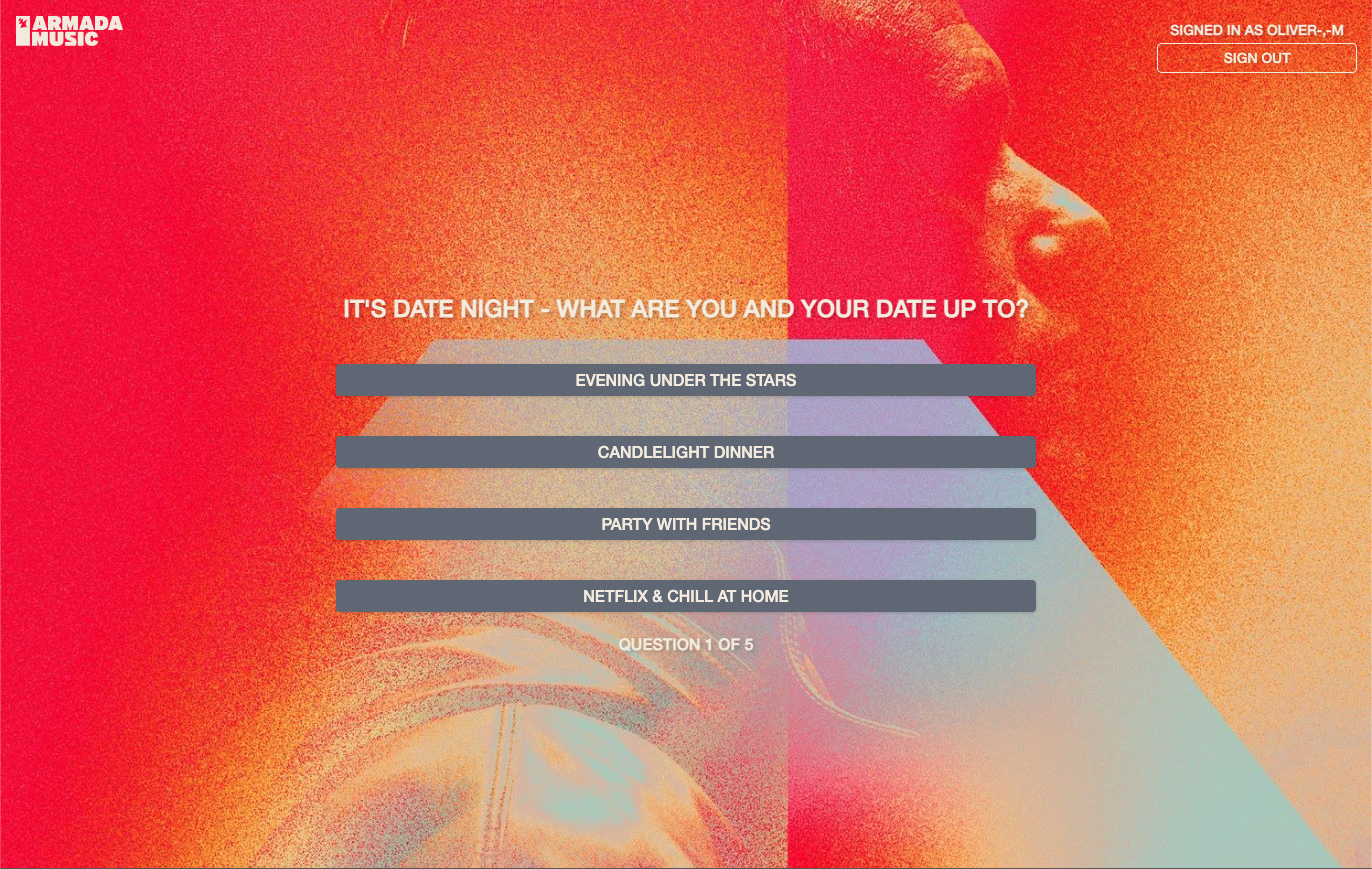 ARMADA
MUSIC
SIGNED IN AS OLIVER-,-M
SIGN OUT
IT'S DATE NIGHT - WHAT ARE YOU AND YOUR DATE UP TO?
EVENING UNDER THE STARS
CANDLELIGHT DINNER
PARTY WITH FRIENDS
NETFLIX & CHILL AT HOME
QUESTION 1 OF 5